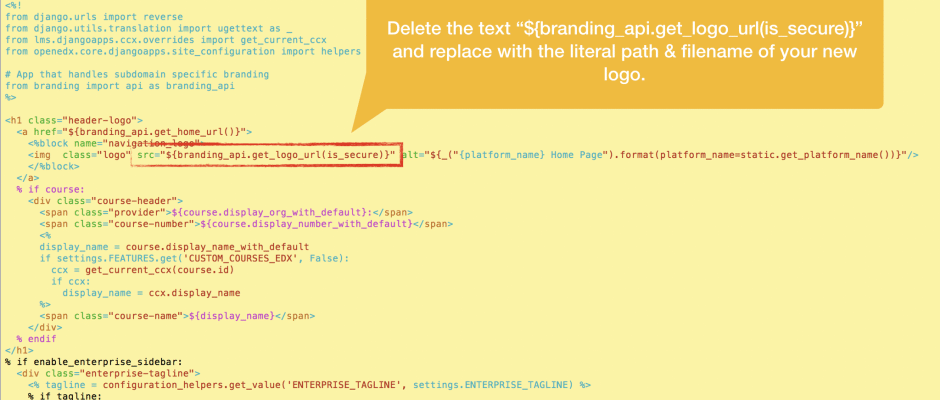 <%!
from django.urls import reverse
from django.utils.translation import ugettext as _
from lms.djangoapps.ccx.overrides import get_current_ccx
from openedx.core.djangoapps.site_configuration import helpers
Delete the text “${branding_api.get_logo_url(is_secure)}”
and replace with the literal path & filename of your new
logo.
# App that handles subdomain specific branding
from branding import api as branding_api
%>
<h1 class="header-logo">
<a href="${branding_api.get_home_url()}">
<%block name="navigation_logo">
<img class="logo" src="${branding_api.get_logo_url(is_secure)}" alt="${_("{platform_name} Home Page").format(platform_name=static.get_platform_name())}"/>
</%block>
</a>
% if course:
<div class="course-header">
<span class="provider">${course.display_org_with_default}:</span>
<span class="course-number">${course.display_number_with_default}</span>
<%
display_name = course.display_name_with_default
if settings.FEATURES.get('CUSTOM_COURSES_EDX', False):
ccx = get_current_ccx(course.id)
if ccx:
display_name = ccx.display_name
%>
<span class="course-name">${display_name}</span>
</div>
% endif
</h1>
% if enable_enterprise_sidebar:
<div class="enterprise-tagline">
<% tagline = configuration_helpers.get_value('ENTERPRISE_TAGLINE', settings.ENTERPRISE_TAGLINE) %>
% if tagline: